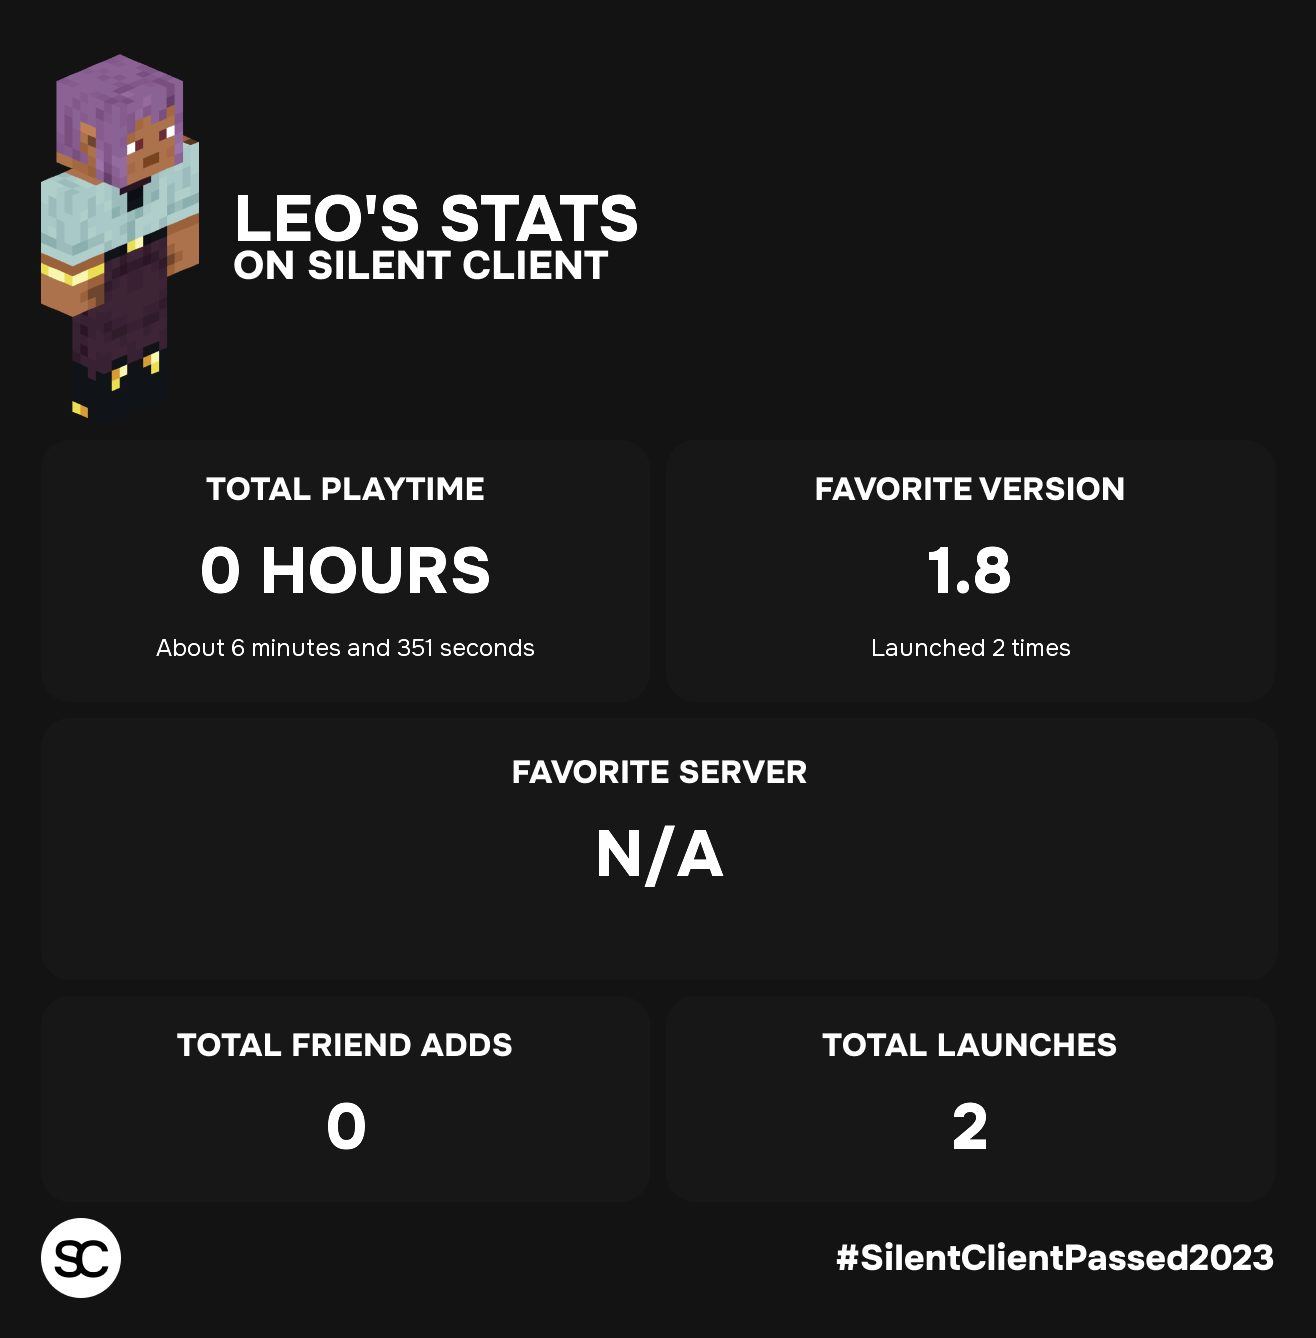 LEO'S STATS
ON SILENT CLIENT
TOTAL PLAYTIME
0 HOURS
About 6 minutes and 351 seconds
FAVORITE VERSION
1.8
Launched 2 times
FAVORITE SERVER
N/A
TOTAL FRIEND ADDS
0
TOTAL LAUNCHES
2
SC
#SilentClientPassed2023